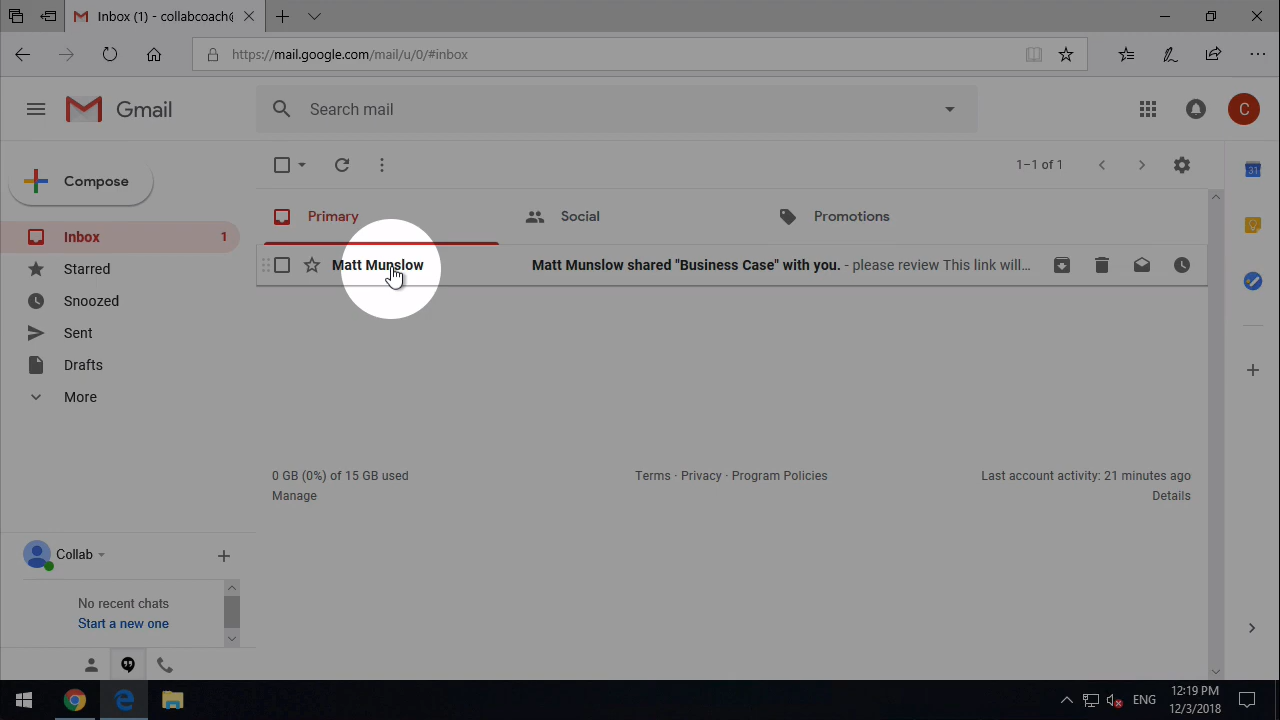 Inbox (1) - collabcoach@
https://mail.google.com/mail/u/0/#inbox
Gmail
Search mail
C
Compose
1–1 of 1
31
Primary
Social
Promotions
Inbox 1
Matt Munslow Matt Munslow shared "Business Case" with you. - please review This link will...
Starred
Snoozed
Sent
Drafts
More
0 GB (0%) of 15 GB used
Manage
Terms · Privacy · Program Policies
Last account activity: 21 minutes ago
Details
Collab
No recent chats
Start a new one
ENG
12:19 PM
12/3/2018